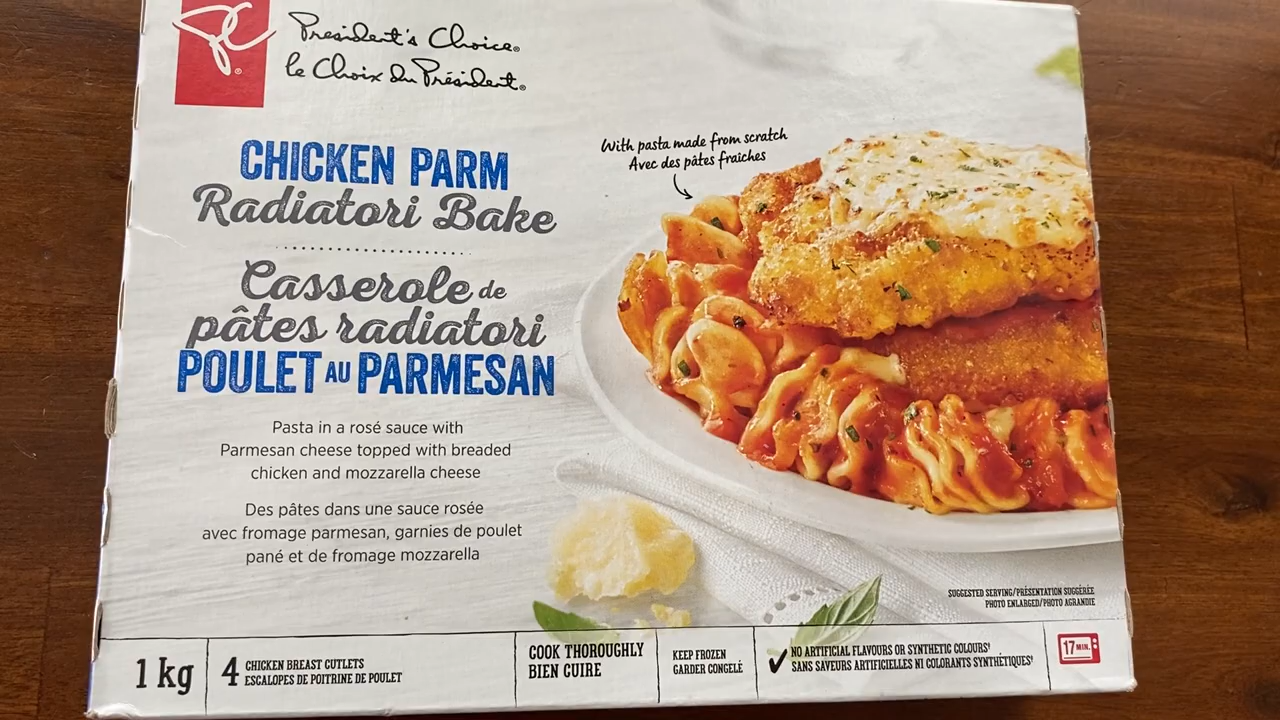 PC®
President's Choice®
le Choix du Président®
CHICKEN PARM
Radiatori Bake
Casserole de
pâtes radiatori
POULET AU PARMESAN
Pasta in a rosé sauce with
Parmesan cheese topped with breaded
chicken and mozzarella cheese
Des pâtes dans une sauce rosée
avec fromage parmesan, garnies de poulet
pané et de fromage mozzarella
With pasta made from scratch
Avec des pâtes fraîches
SUGGESTED SERVING/PRÉSENTATION SUGGÉRÉE
PHOTO ENLARGED/PHOTO AGRANDIE
1 kg
4 CHICKEN BREAST CUTLETS
ESCALOPES DE POITRINE DE POULET
COOK THOROUGHLY
BIEN CUIRE
KEEP FROZEN
GARDER CONGELÉ
NO ARTIFICIAL FLAVOURS OR SYNTHETIC COLOURS†
SANS SAVEURS ARTIFICIELLES NI COLORANTS SYNTHÉTIQUES†
17 MIN.